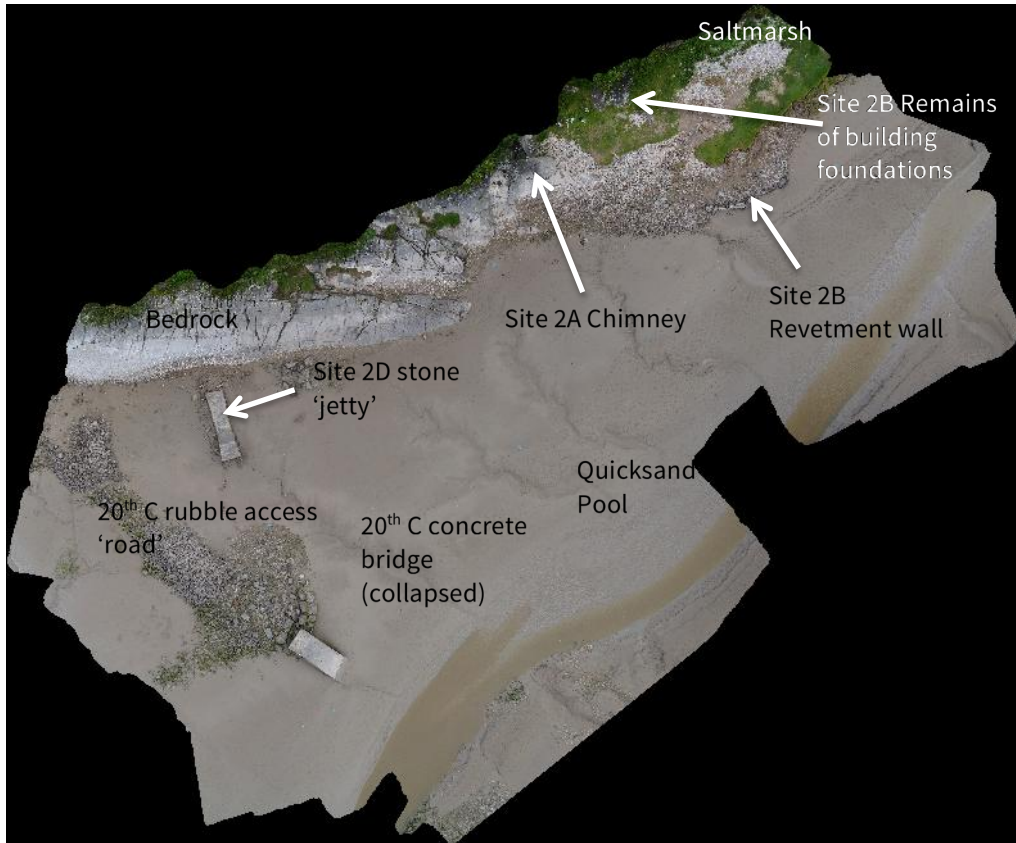 Saltmarsh
Site 2B Remains
of building
foundations
Site 2B
Revetment wall
Site 2A Chimney
Bedrock
Site 2D stone
‘jetty’
Quicksand
Pool
20th C rubble access
‘road’
20th C concrete
bridge
(collapsed)